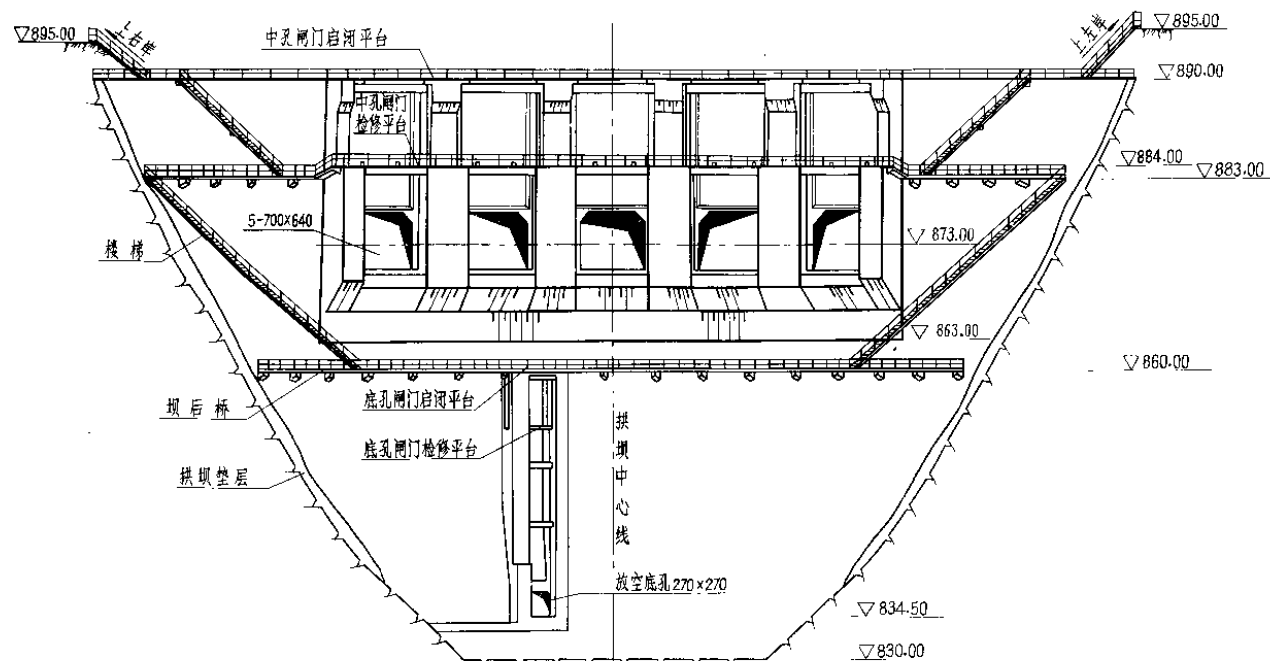 ▽895.00
上右岸
中孔闸门启闭平台
上左岸
▽895.00
▽890.00
中孔闸门
检修平台
▽884.00
▽883.00
5-700×640
▽873.00
楼梯
▽863.00
▽860.00
坝后桥
底孔闸门启闭平台
底孔闸门检修平台
拱坝中心线
拱坝垫层
放空底孔270×270
▽834.50
▽830.00